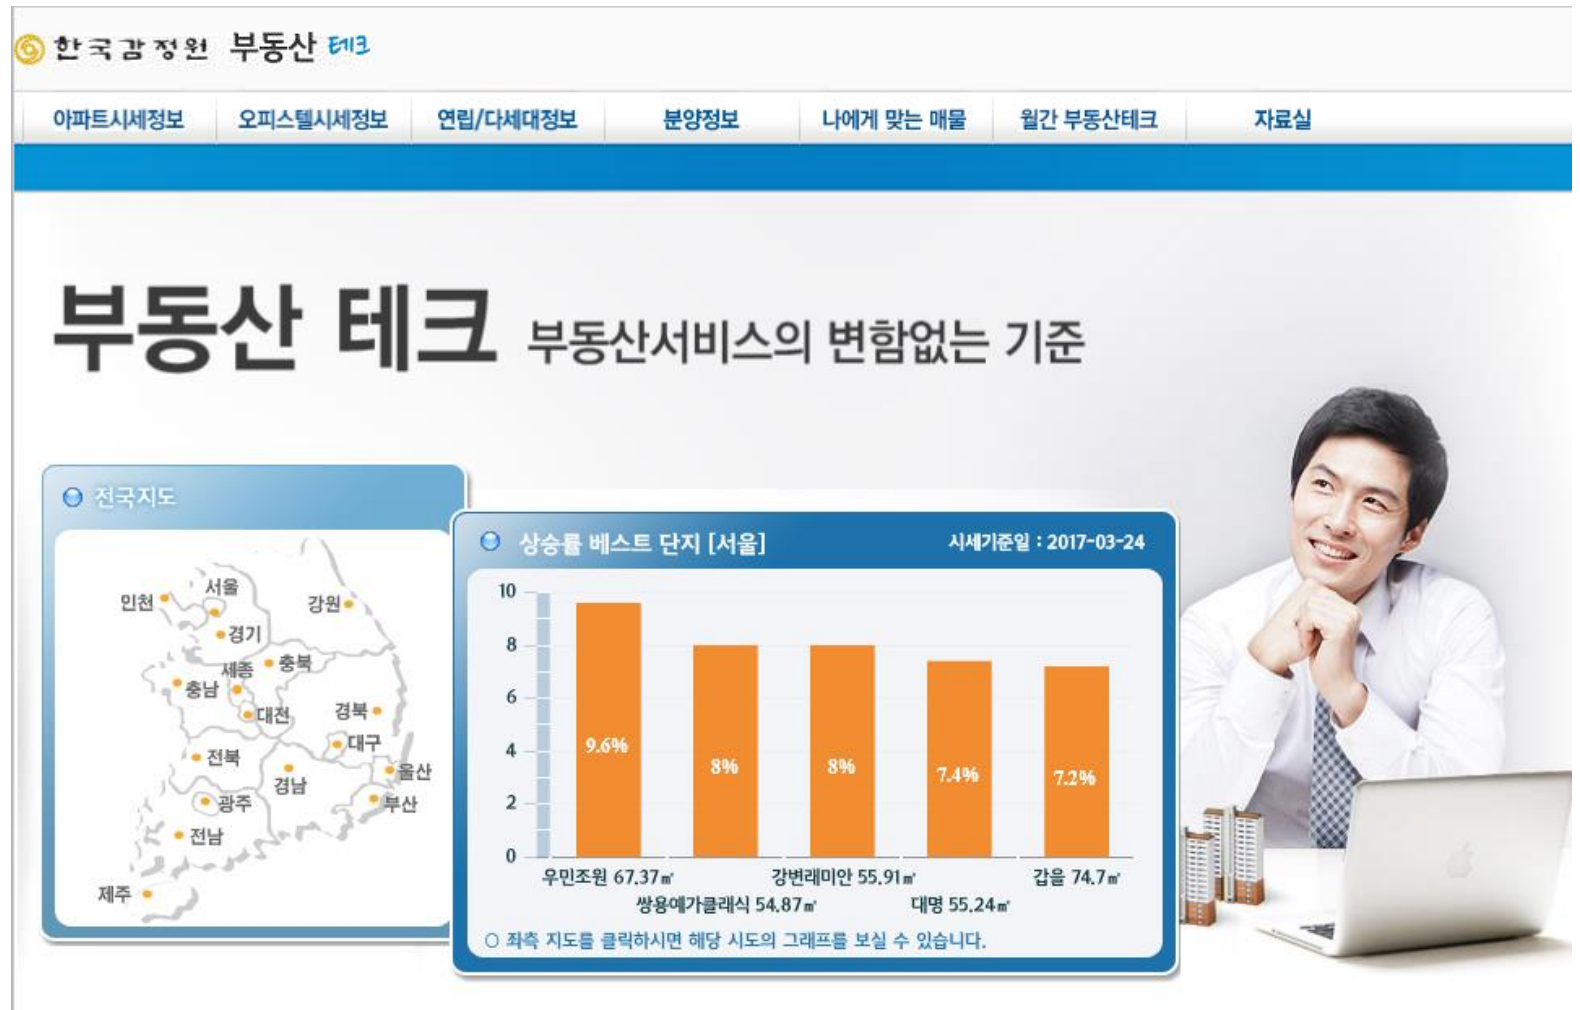 한국감정원 부동산 테크
아파트시세정보 오피스텔시세정보 연립/다세대정보 분양정보 나에게 맞는 매물 월간 부동산테크 자료실
부동산 테크 부동산서비스의 변함없는 기준
전국지도
인천 서울 강원
경기
세종 충북
충남
대전 경북
전북 대구
경남 울산
광주 부산
전남
제주
상승률 베스트 단지 [서울] 시세기준일 : 2017-03-24
10
8
6
4
2
0
9.6% 8% 8% 7.4% 7.2%
우민조원 67.37㎡ 강변래미안 55.91㎡ 갑을 74.7㎡
쌍용예가클래식 54.87㎡ 대명 55.24㎡
○ 좌측 지도를 클릭하시면 해당 시도의 그래프를 보실 수 있습니다.